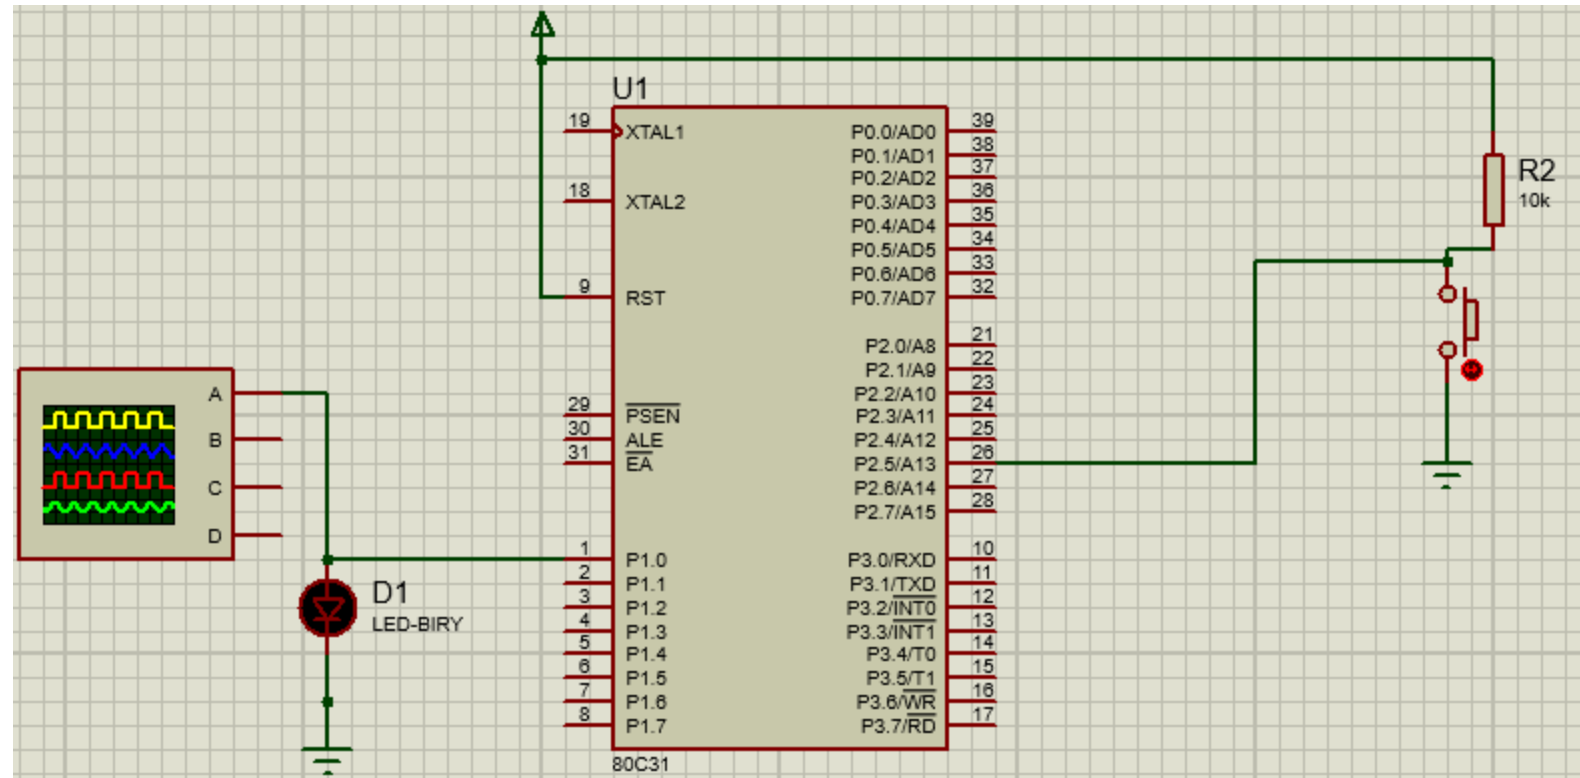 U1
19
XTAL1
18
XTAL2
9
RST
29
PSEN
30
ALE
31
EA
1
P1.0
2
P1.1
3
P1.2
4
P1.3
5
P1.4
6
P1.5
7
P1.6
8
P1.7
P0.0/AD0
39
P0.1/AD1
38
P0.2/AD2
37
P0.3/AD3
36
P0.4/AD4
35
P0.5/AD5
34
P0.6/AD6
33
P0.7/AD7
32
P2.0/A8
21
P2.1/A9
22
P2.2/A10
23
P2.3/A11
24
P2.4/A12
25
P2.5/A13
26
P2.6/A14
27
P2.7/A15
28
P3.0/RXD
10
P3.1/TXD
11
P3.2/INT0
12
P3.3/INT1
13
P3.4/T0
14
P3.5/T1
15
P3.6/WR
16
P3.7/RD
17
80C31
R2
10k
A
B
C
D
D1
LED-BIRY